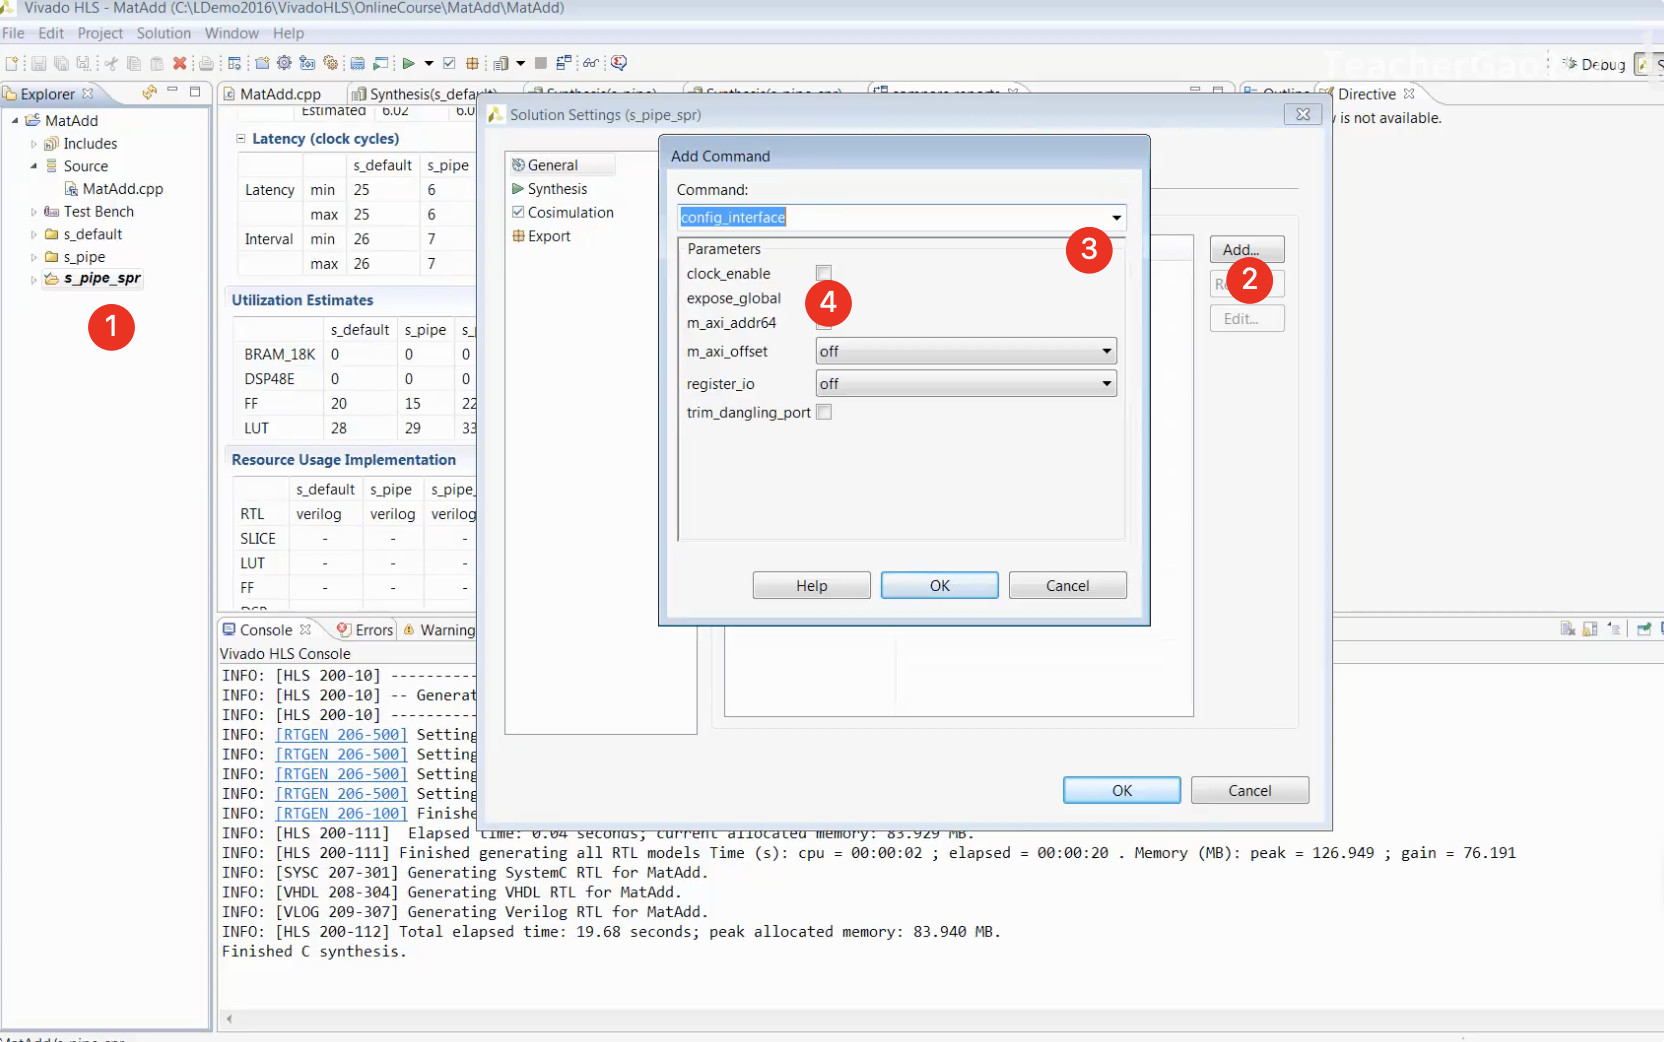 Vivado HLS - MatAdd (C:\LDemo2016\VivadoHLS\OnlineCourse\MatAdd\MatAdd)
File Edit Project Solution Window Help
Debug
Explorer
MatAdd
Includes
Source
MatAdd.cpp
Test Bench
s_default
s_pipe
s_pipe_spr
1
MatAdd.cpp Synthesis(s_default)
Outline Directive
is not available.
Estimated 6.02 6.0
Latency (clock cycles)
s_default s_pipe
Latency min 25 6
max 25 6
Interval min 26 7
max 26 7
Utilization Estimates
s_default s_pipe s_
BRAM_18K 0 0 0
DSP48E 0 0 0
FF 20 15 22
LUT 28 29 33
Resource Usage Implementation
s_default s_pipe s_pipe_
RTL verilog verilog verilog
SLICE - - -
LUT - - -
FF - - -
Solution Settings (s_pipe_spr)
General
Synthesis
Cosimulation
Export
Add...
2
Edit...
OK Cancel
Add Command
Command:
config_interface
3
Parameters
clock_enable
expose_global
4
m_axi_addr64
m_axi_offset off
register_io off
trim_dangling_port
Help OK Cancel
Console Errors Warning
Vivado HLS Console
INFO: [HLS 200-10] ----------
INFO: [HLS 200-10] -- Generat
INFO: [HLS 200-10] ----------
INFO: [RTGEN 206-500] Setting
INFO: [RTGEN 206-500] Setting
INFO: [RTGEN 206-500] Setting
INFO: [RTGEN 206-500] Setting
INFO: [RTGEN 206-100] Finishe
INFO: [HLS 200-111] Elapsed time: 0.04 seconds; current allocated memory: 83.929 MB.
INFO: [HLS 200-111] Finished generating all RTL models Time (s): cpu = 00:00:02 ; elapsed = 00:00:20 . Memory (MB): peak = 126.949 ; gain = 76.191
INFO: [SYSC 207-301] Generating SystemC RTL for MatAdd.
INFO: [VHDL 208-304] Generating VHDL RTL for MatAdd.
INFO: [VLOG 209-307] Generating Verilog RTL for MatAdd.
INFO: [HLS 200-112] Total elapsed time: 19.68 seconds; peak allocated memory: 83.940 MB.
Finished C synthesis.